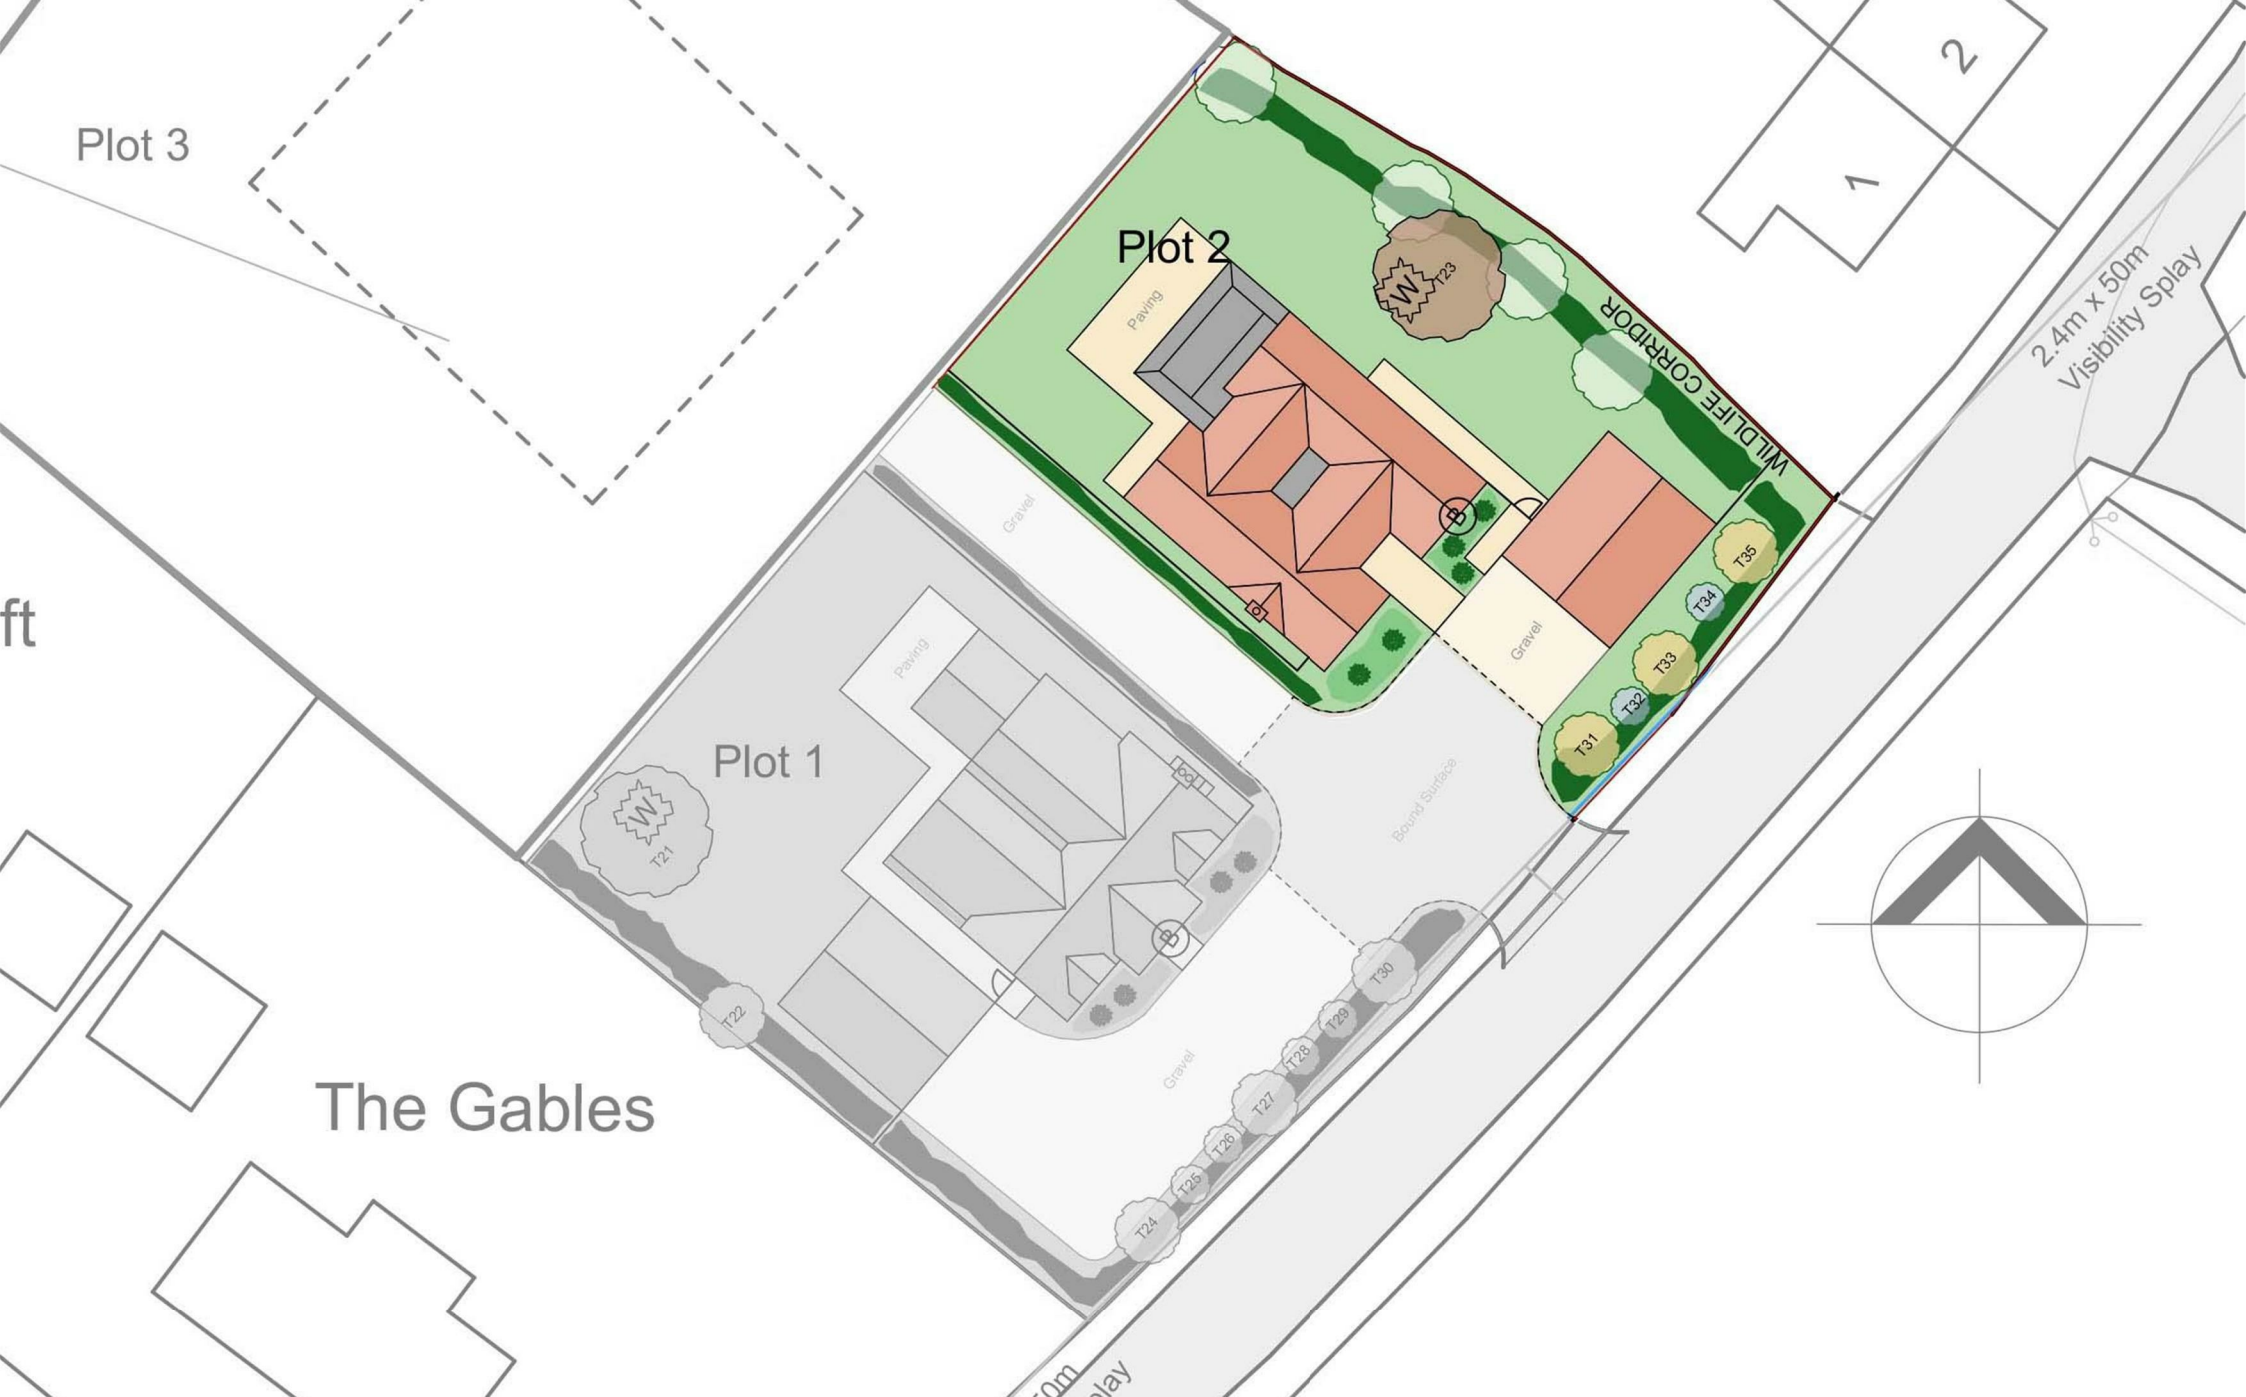 2
1
Plot 3
Plot 2
Paving
W
T23
WILDLIFE CORRIDOR
2.4m x 50m
Visibility Splay
Gravel
B
T35
T34
T33
T32
T31
Gravel
ft
Paving
Plot 1
W
T21
Bound Surface
B
T22
Gravel
T30
T29
T28
T27
T26
T25
T24
The Gables
50m
play